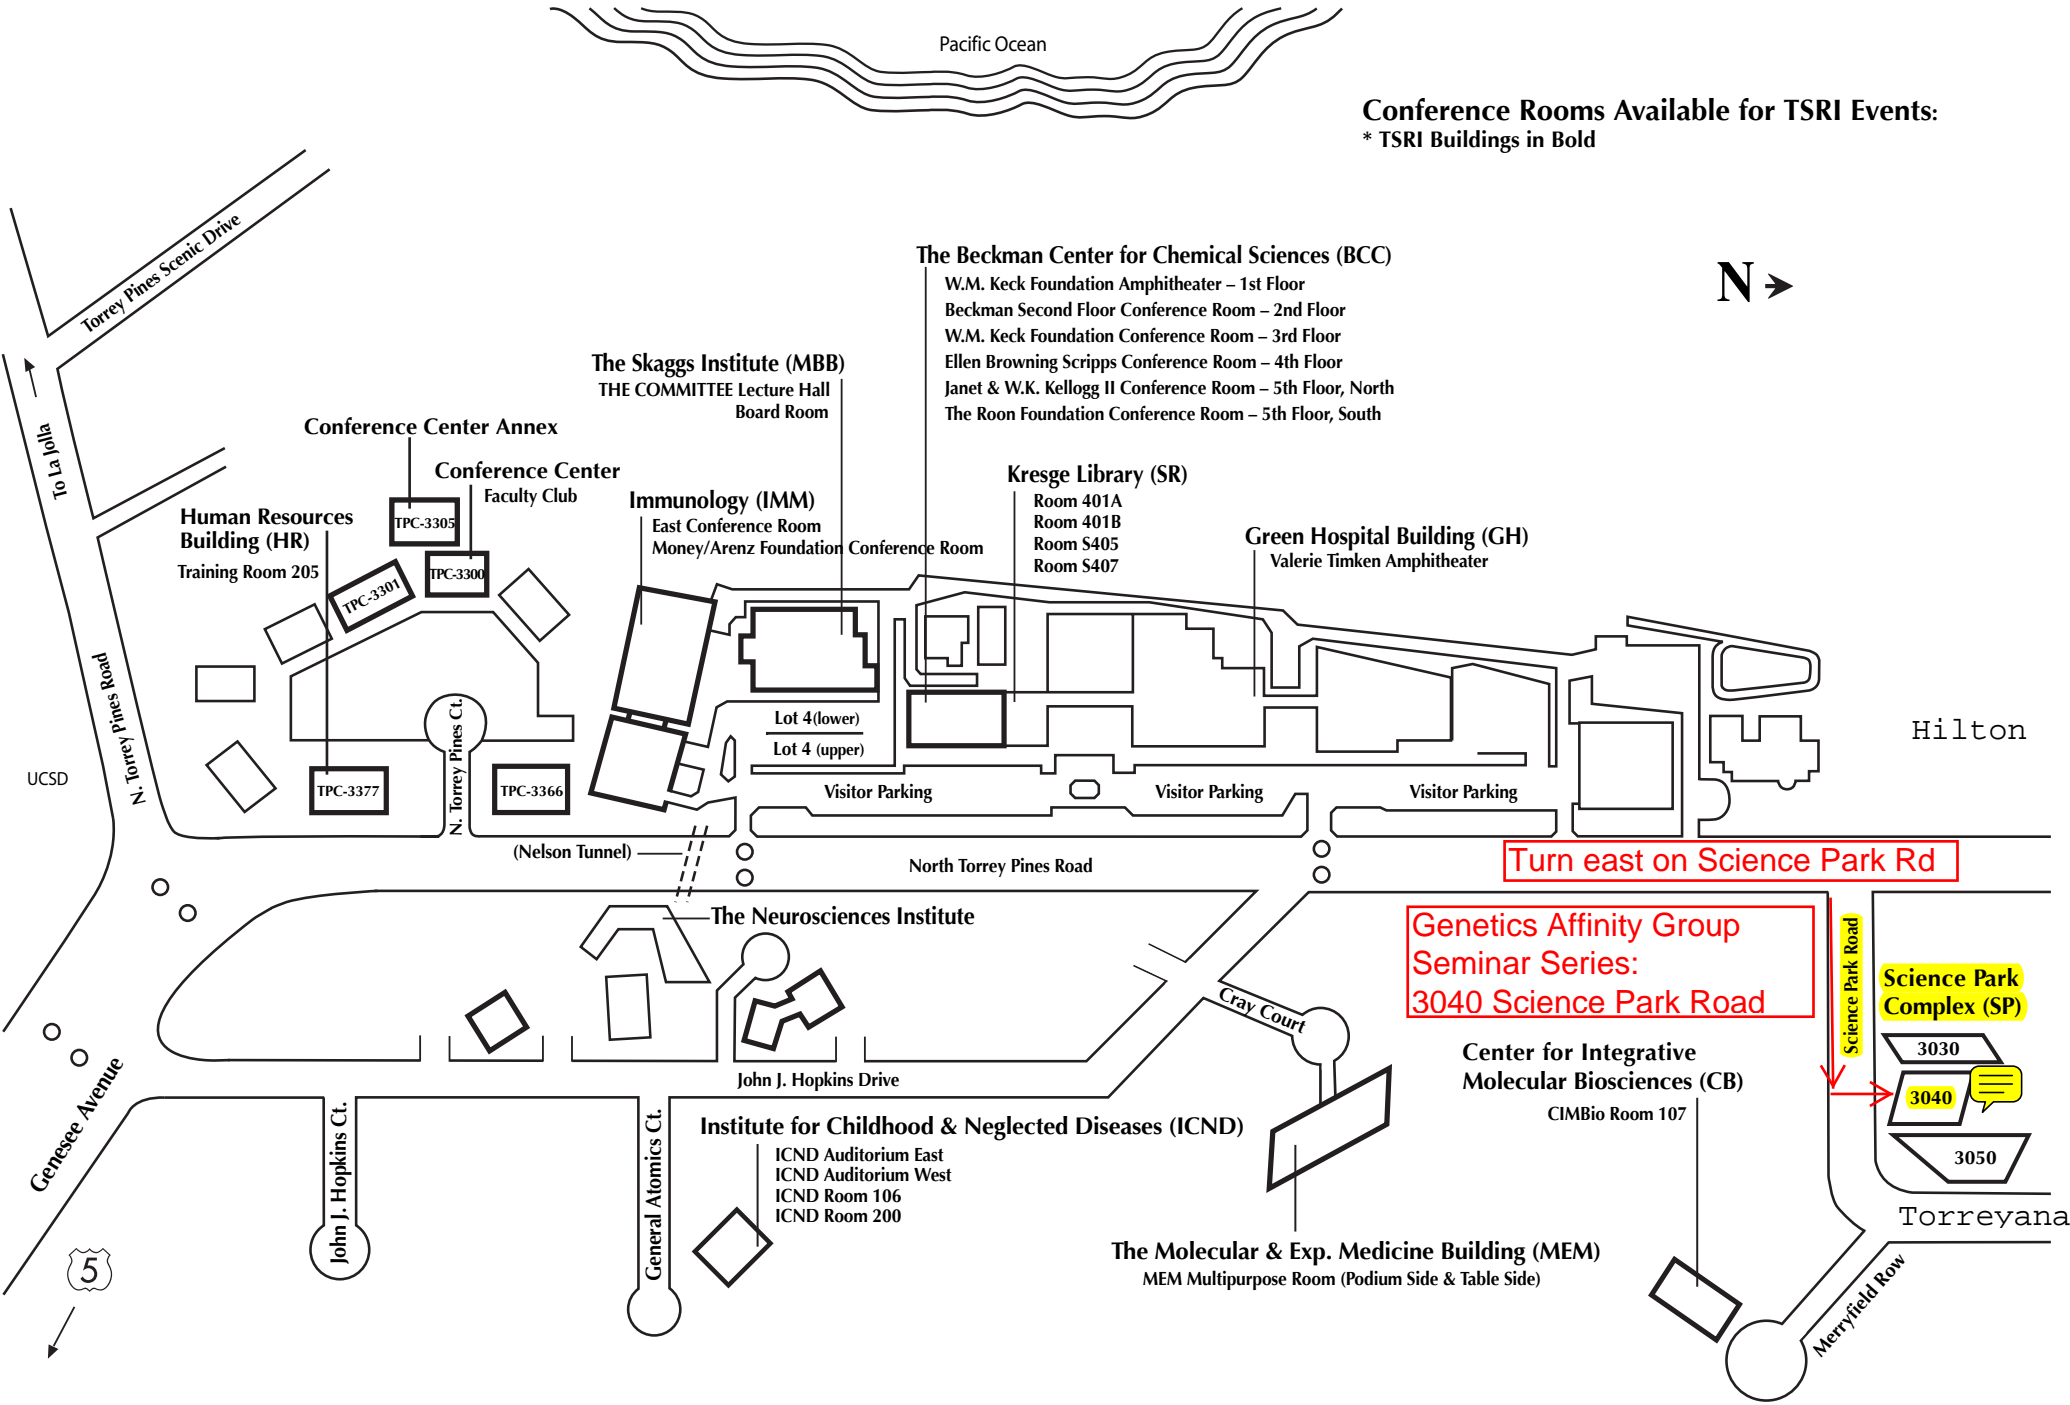 Pacific Ocean
Conference Rooms Available for TSRI Events:
* TSRI Buildings in Bold
Torrey Pines Scenic Drive
The Beckman Center for Chemical Sciences (BCC)
W.M. Keck Foundation Amphitheater – 1st Floor
Beckman Second Floor Conference Room – 2nd Floor
W.M. Keck Foundation Conference Room – 3rd Floor
Ellen Browning Scripps Conference Room – 4th Floor
Janet & W.K. Kellogg II Conference Room – 5th Floor, North
The Roon Foundation Conference Room – 5th Floor, South
N
The Skaggs Institute (MBB)
THE COMMITTEE Lecture Hall
Board Room
To La Jolla
Conference Center Annex
Conference Center
Faculty Club
Human Resources
Building (HR)
Training Room 205
Immunology (IMM)
East Conference Room
Money/Arenz Foundation Conference Room
Kresge Library (SR)
Room 401A
Room 401B
Room S405
Room S407
Green Hospital Building (GH)
Valerie Timken Amphitheater
TPC-3305
TPC-3300
TPC-3301
N. Torrey Pines Road
UCSD
TPC-3377
N. Torrey Pines Ct.
TPC-3366
Lot 4(lower)
Lot 4 (upper)
Visitor Parking
Visitor Parking
Visitor Parking
Hilton
(Nelson Tunnel)
North Torrey Pines Road
Turn east on Science Park Rd
The Neurosciences Institute
Genetics Affinity Group
Seminar Series:
3040 Science Park Road
Science Park Road
Science Park
Complex (SP)
3030
3040
3050
Cray Court
Center for Integrative
Molecular Biosciences (CB)
CIMBio Room 107
John J. Hopkins Drive
Genesee Avenue
John J. Hopkins Ct.
General Atomics Ct.
Institute for Childhood & Neglected Diseases (ICND)
ICND Auditorium East
ICND Auditorium West
ICND Room 106
ICND Room 200
The Molecular & Exp. Medicine Building (MEM)
MEM Multipurpose Room (Podium Side & Table Side)
Torreyana
Merryfield Row
5